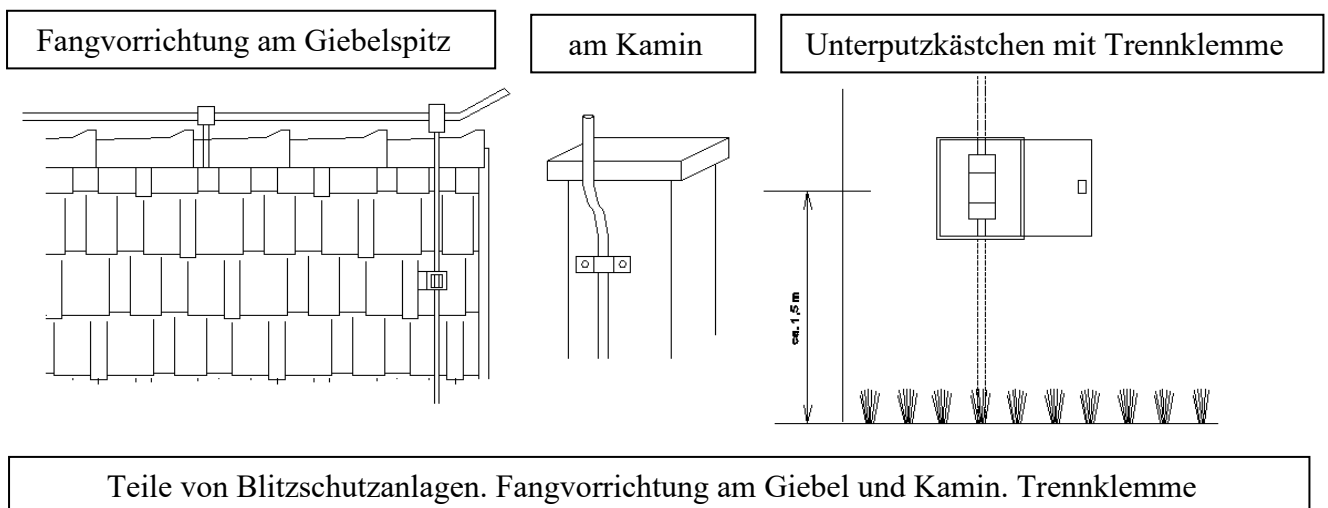 Fangvorrichtung am Giebelspitz
am Kamin
Unterputzkästchen mit Trennklemme
ca. 1,5 m
Teile von Blitzschutzanlagen. Fangvorrichtung am Giebel und Kamin. Trennklemme